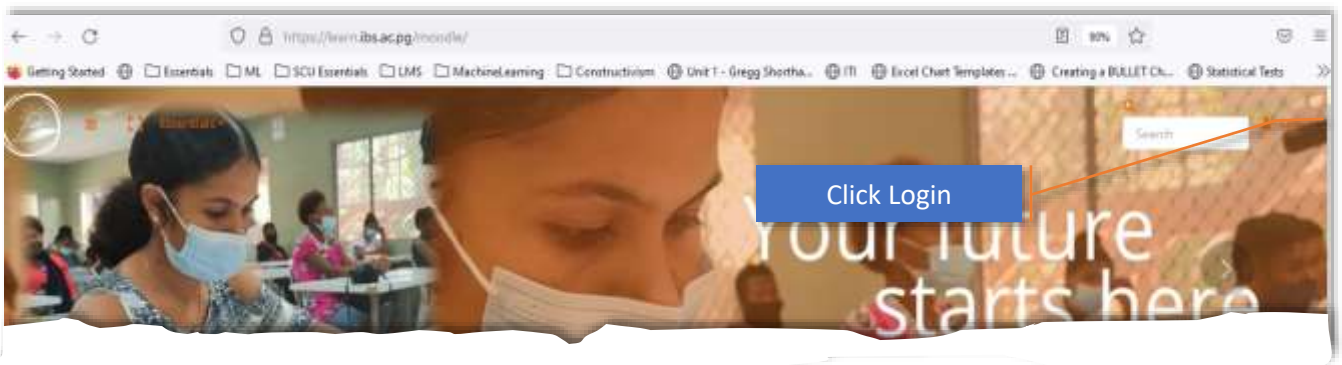 https://learn.ibs.ac.pg/moodle/ 90%
Getting Started Essentials ML SCU Essentials LMS MachineLearning Constructivism Unit 1 - Gregg Shortha... ITI Excel Chart Templates ... Creating a BULLET Ch... Statistical Tests
Search
Click Login
Your future
starts here